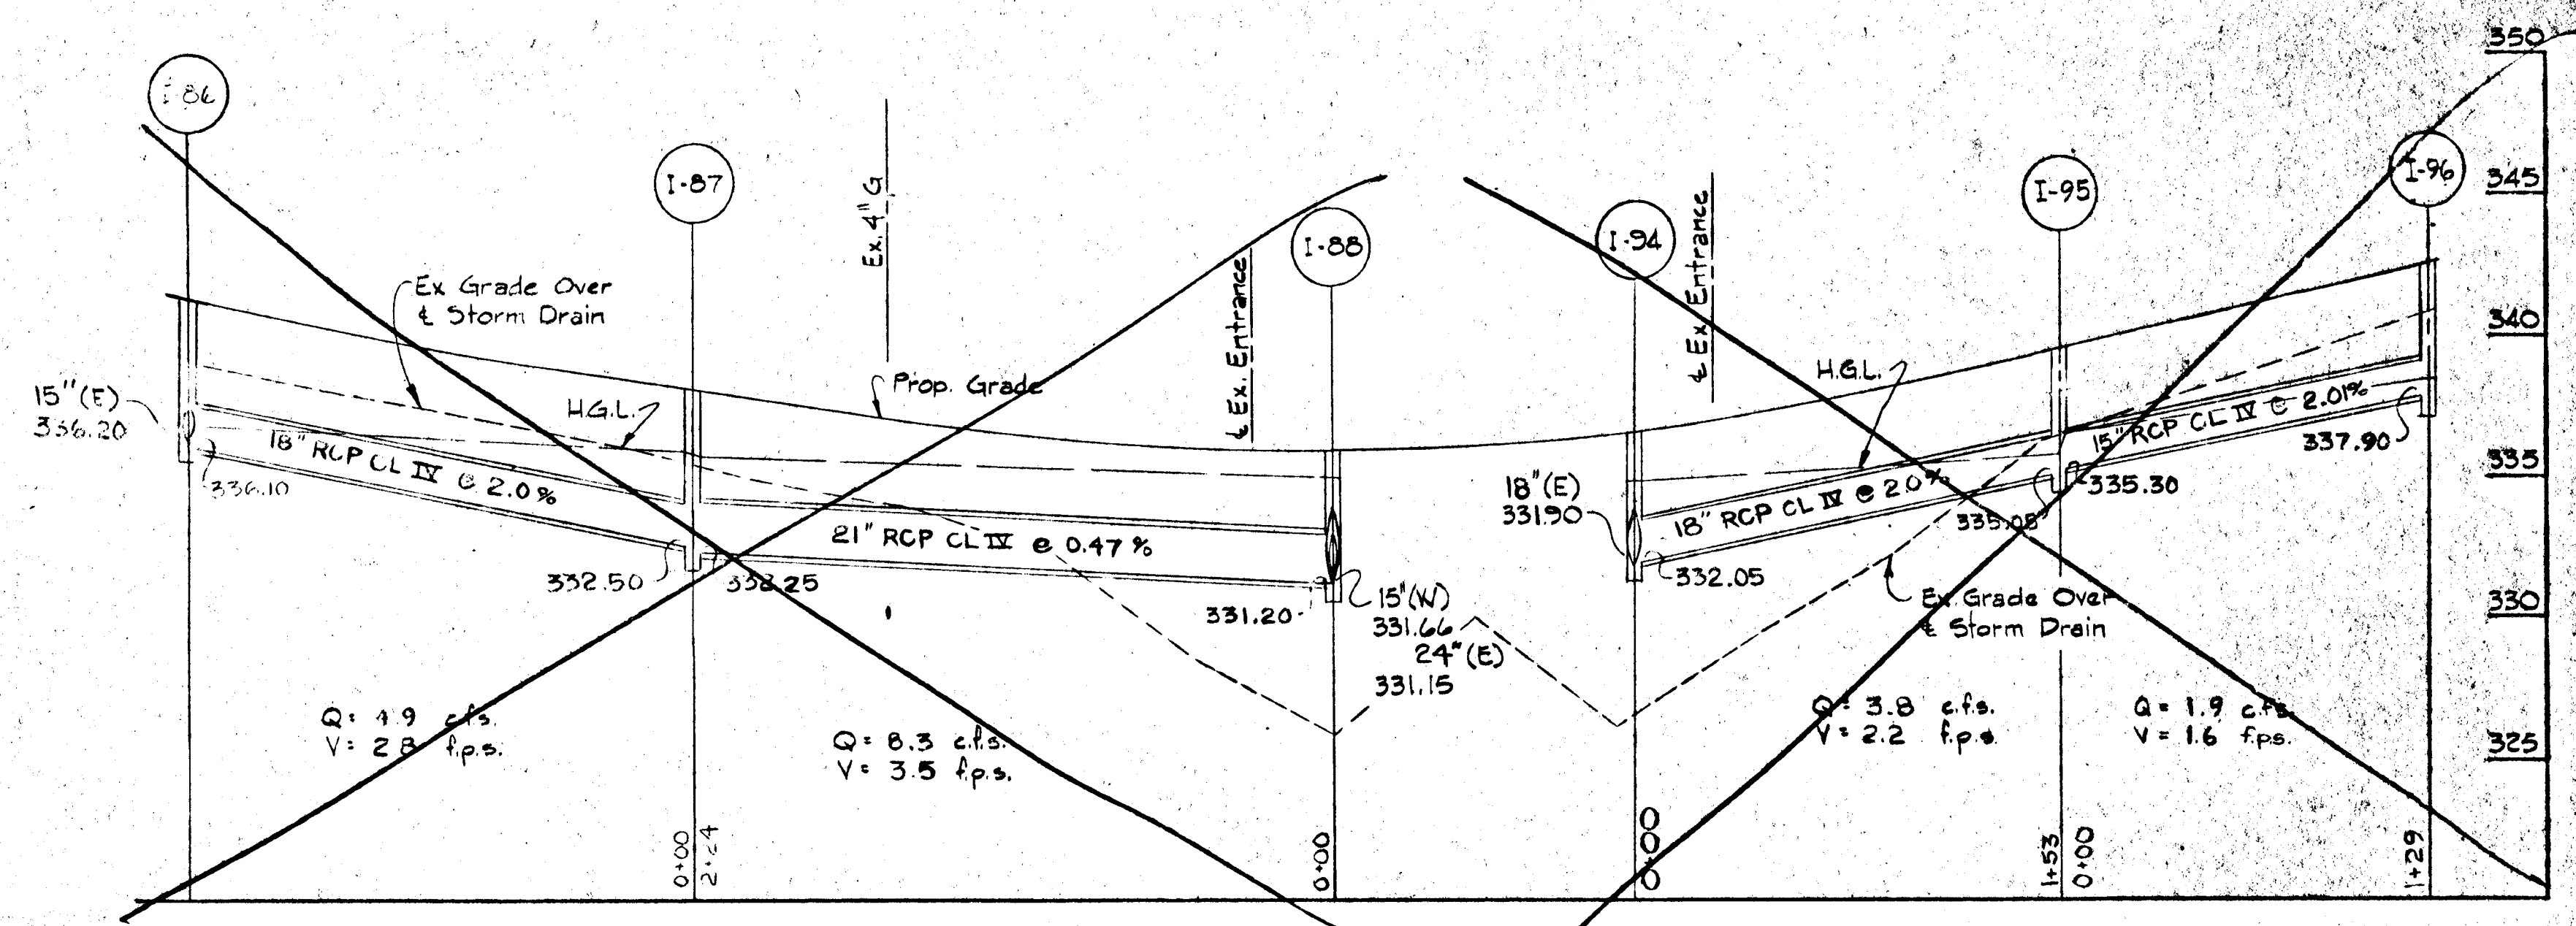 I-86
I-87
Ex. 4" G
I-88
I-94
I-95
I-96
350
345
340
335
330
325
Ex Grade Over
℄ Storm Drain
H.G.L.
Prop. Grade
℄ Ex. Entrance
℄ Ex. Entrance
H.G.L.
15" (E)
336.20
336.10
18" RCP CL IV @ 2.0%
332.50
332.25
21" RCP CL IV @ 0.47%
331.20
15" (W)
331.66
24" (E)
331.15
18" (E)
331.90
332.05
18" RCP CL IV @ 2.0%
335.05
335.30
15" RCP CL IV @ 2.01%
337.90
Ex. Grade Over
℄ Storm Drain
Q= 4.9 c.f.s.
V= 2.8 f.p.s.
Q= 8.3 c.f.s.
V= 3.5 f.p.s.
Q= 3.8 c.f.s.
V= 2.2 f.p.s.
Q= 1.9 c.f.s.
V= 1.6 f.p.s.
0+00
0+00
0+00
1+53
0+00
1+29